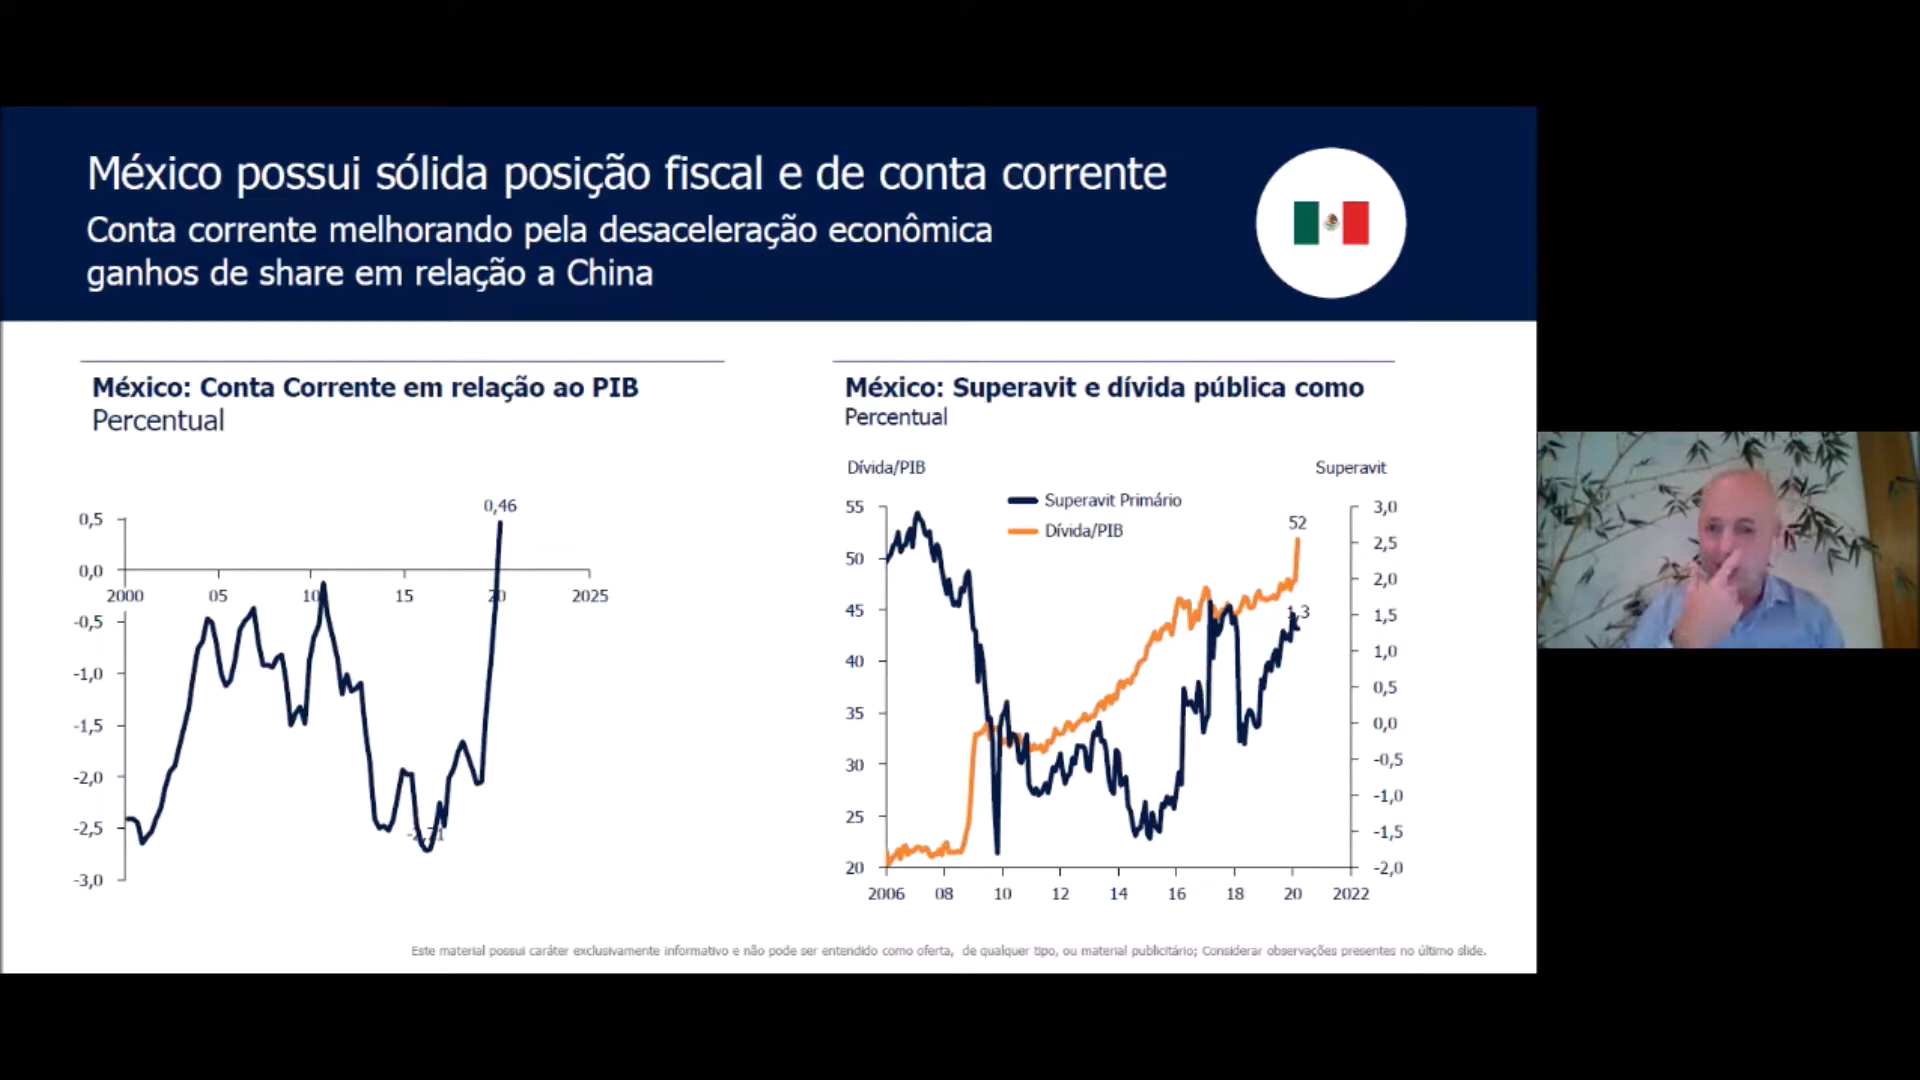 México possui sólida posição fiscal e de conta corrente
Conta corrente melhorando pela desaceleração econômica
ganhos de share em relação a China
México: Conta Corrente em relação ao PIB
Percentual
0,46
0,5
0,0
-0,5
-1,0
-1,5
-2,0
-2,5
-3,0
2000 05 10 15 20 2025
-2,71
México: Superavit e dívida pública como
Percentual
Dívida/PIB
Superavit
Superavit Primário
Dívida/PIB
55
50
45
40
35
30
25
20
52
1,3
3,0
2,5
2,0
1,5
1,0
0,5
0,0
-0,5
-1,0
-1,5
-2,0
2006 08 10 12 14 16 18 20 2022
Este material possui caráter exclusivamente informativo e não pode ser entendido como oferta, de qualquer tipo, ou material publicitário; Considerar observações presentes no último slide.